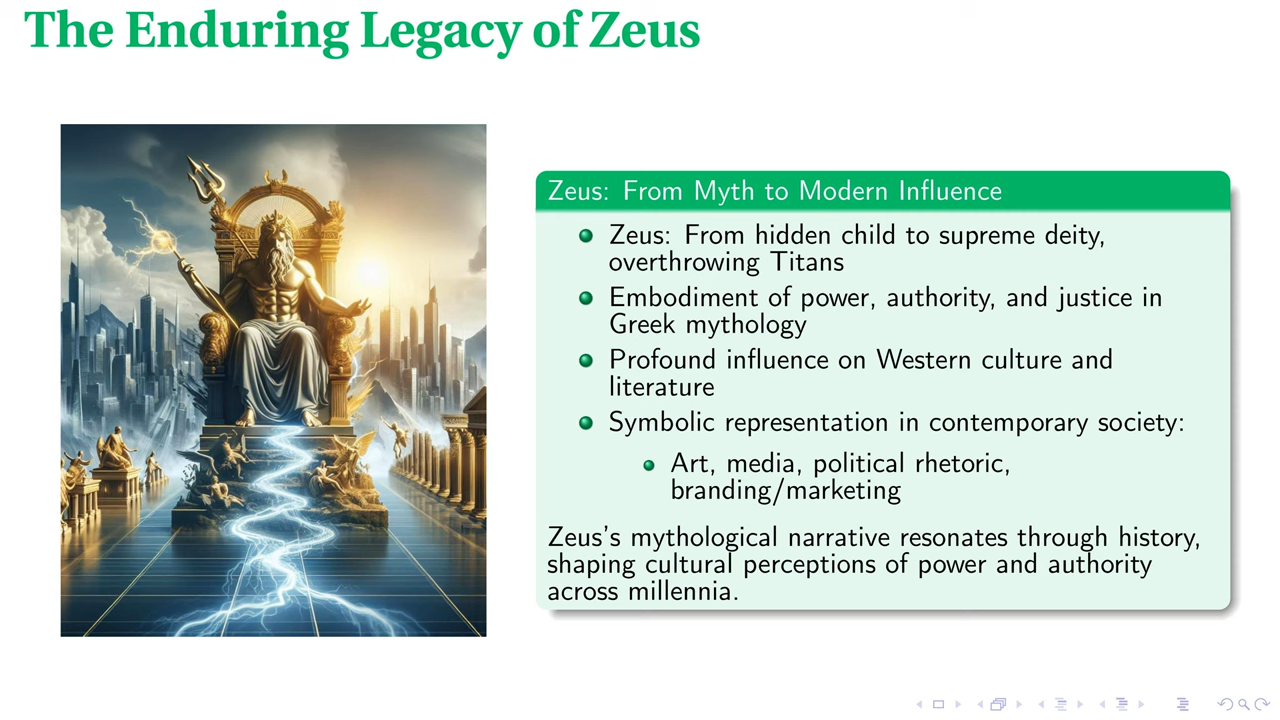 The Enduring Legacy of Zeus
Zeus: From Myth to Modern Influence
Zeus: From hidden child to supreme deity,
overthrowing Titans
Embodiment of power, authority, and justice in
Greek mythology
Profound influence on Western culture and
literature
Symbolic representation in contemporary society:
Art, media, political rhetoric,
branding/marketing
Zeus's mythological narrative resonates through history,
shaping cultural perceptions of power and authority
across millennia.